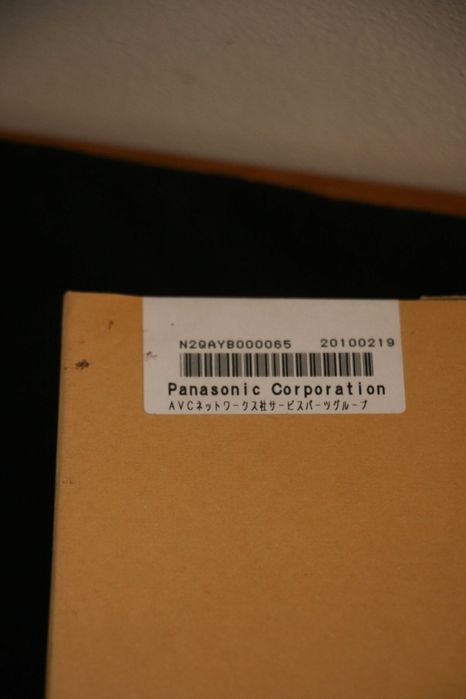 N2QAYB000065 20100219
Panasonic Corporation
AVCネットワークス社サービスパーツグループ